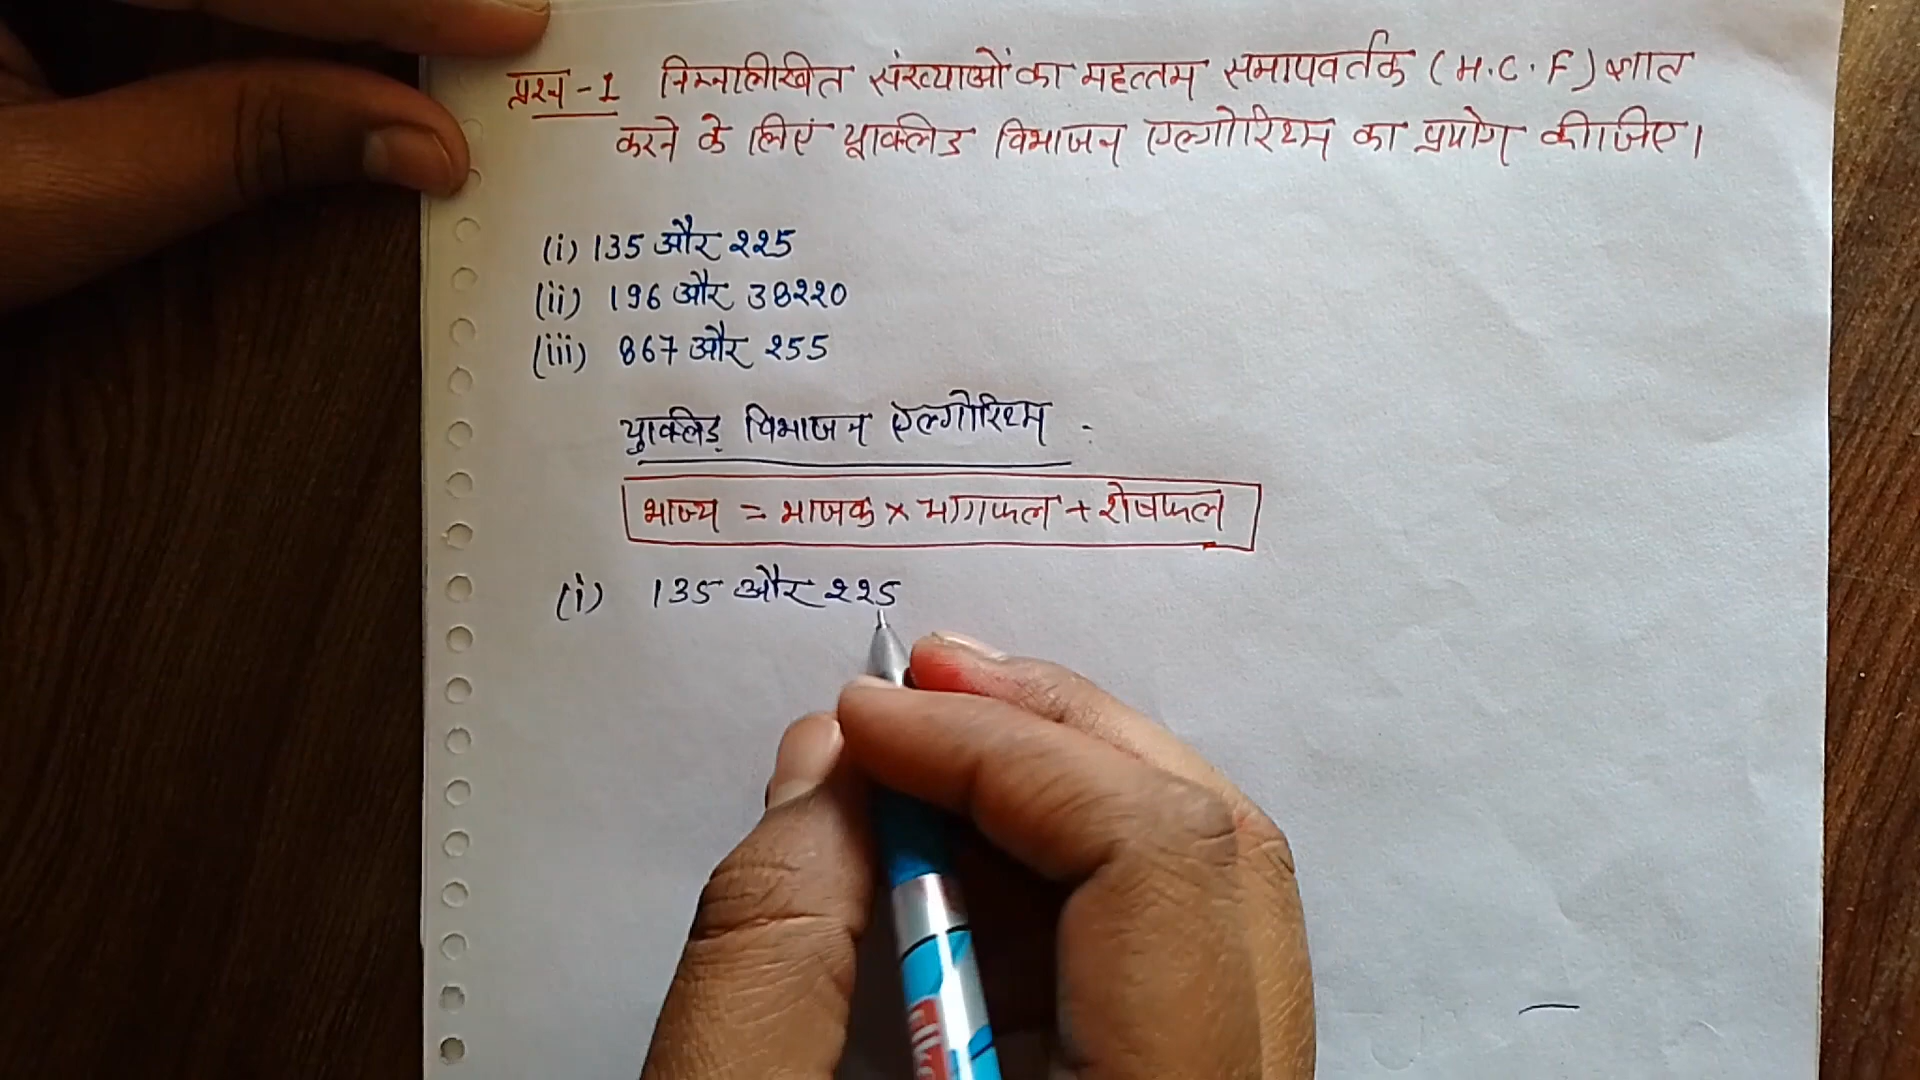 प्रश्न-1 निम्नलिखित संख्याओं का महत्तम समापवर्तक (H.C.F) ज्ञात
करने के लिएं यूक्लिड विभाजन एल्गोरिथ्म का प्रयोग कीजिए।
(i) 135 और 225
(ii) 196 और 38220
(iii) 867 और 255
युक्लिड़ विभाजन ऐल्गोरिथ्म -
भाज्य = भाजक × भागफल + शेषफल
(i) 135 और 225